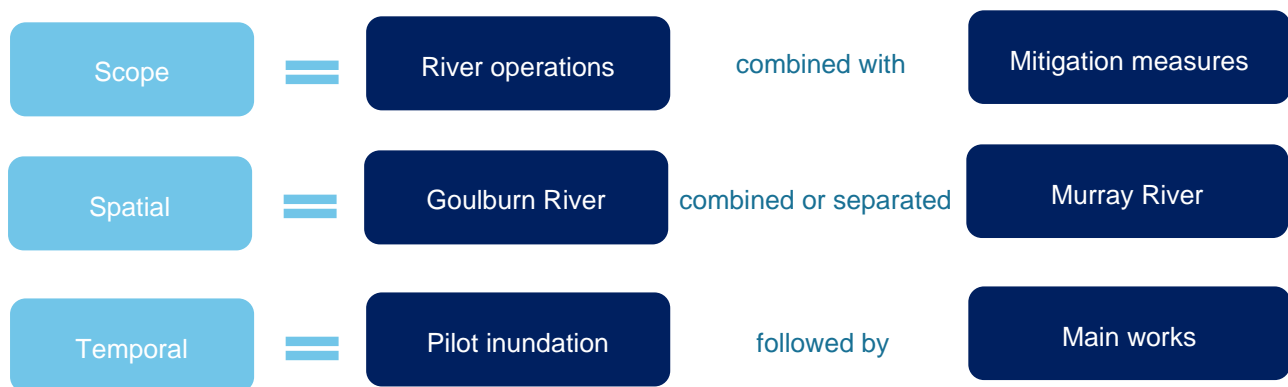 Scope = River operations combined with Mitigation measures
Spatial = Goulburn River combined or separated Murray River
Temporal = Pilot inundation followed by Main works